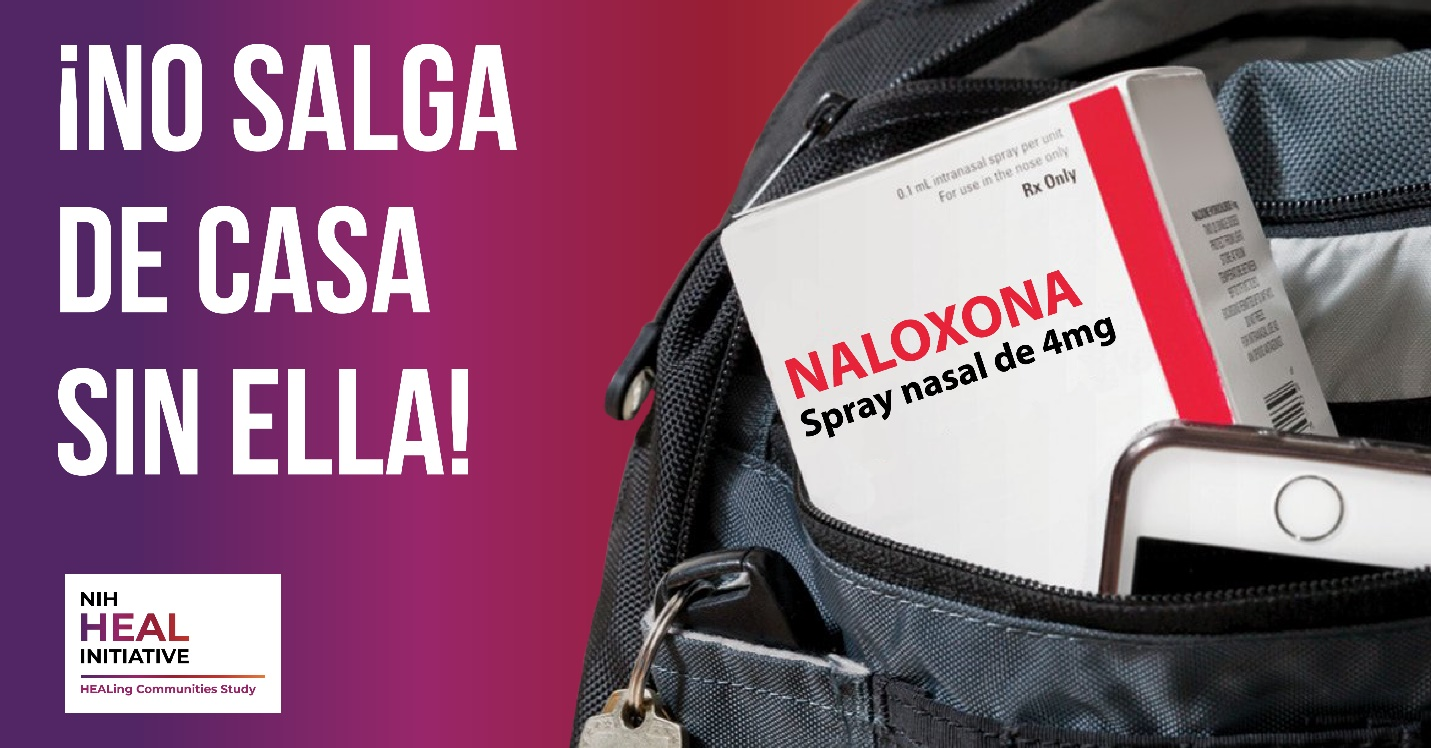 ¡NO SALGA
DE CASA
SIN ELLA!
0.1 mL intranasal spray per unit
For use in the nose only
Rx Only
NALOXONA
Spray nasal de 4mg
NIH
HEAL
INITIATIVE
HEALing Communities Study